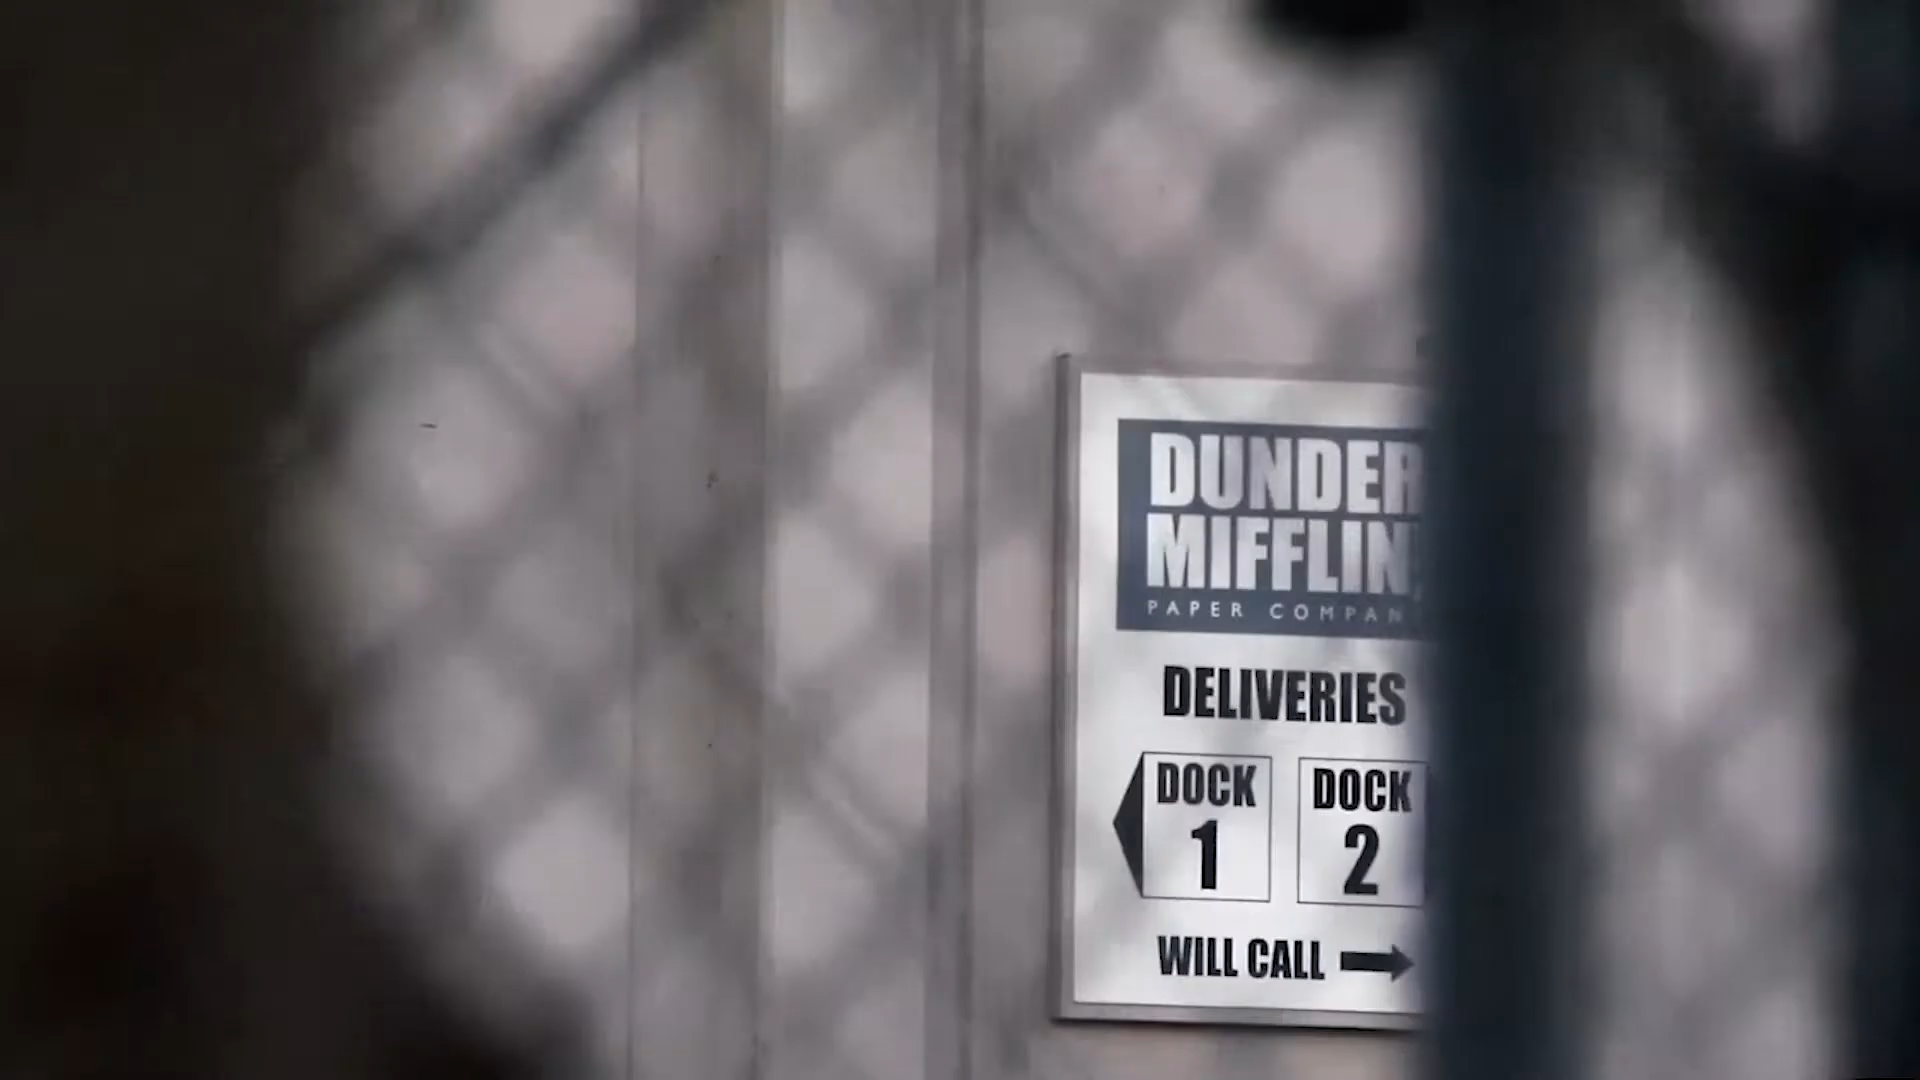 DUNDER
MIFFLIN
PAPER COMPAN
DELIVERIES
DOCK DOCK
1 2
WILL CALL